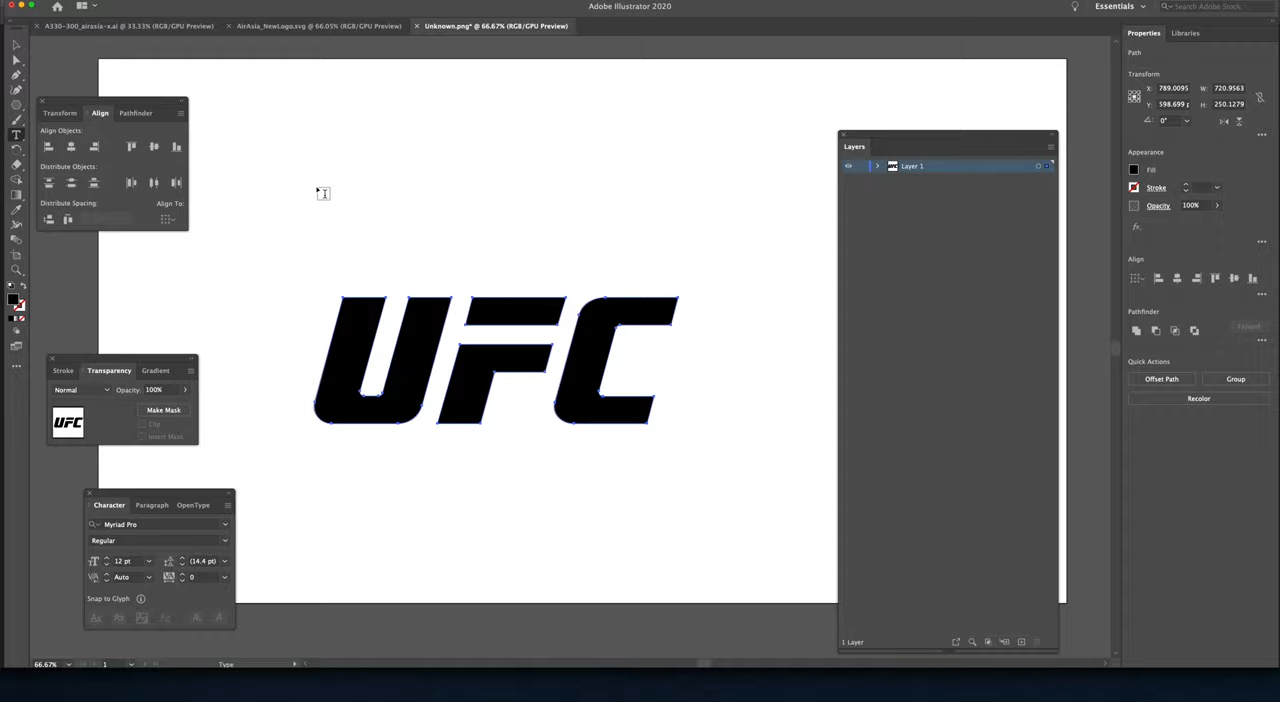 Adobe Illustrator 2020
Essentials
Search Adobe Stock
A330-300_airasia-x.ai @ 33.33% (RGB/GPU Preview)
AirAsia_NewLogo.svg @ 66.05% (RGB/GPU Preview)
Unknown.png* @ 66.67% (RGB/GPU Preview)
Properties
Libraries
Path
Transform
X: 789.0095 W: 720.9563
Y: 598.699 p H: 250.1279
0°
Appearance
Fill
Stroke
Opacity 100%
fx
Align
Pathfinder
Expand
Quick Actions
Offset Path
Group
Recolor
Transform
Align
Pathfinder
Align Objects:
Distribute Objects:
Distribute Spacing:
Align To:
Layers
Layer 1
1 Layer
UFC
Stroke
Transparency
Gradient
Normal
Opacity: 100%
UFC
Make Mask
Clip
Invert Mask
Character
Paragraph
OpenType
Myriad Pro
Regular
12 pt
(14.4 pt)
Auto
0
Snap to Glyph
66.67%
1
Type